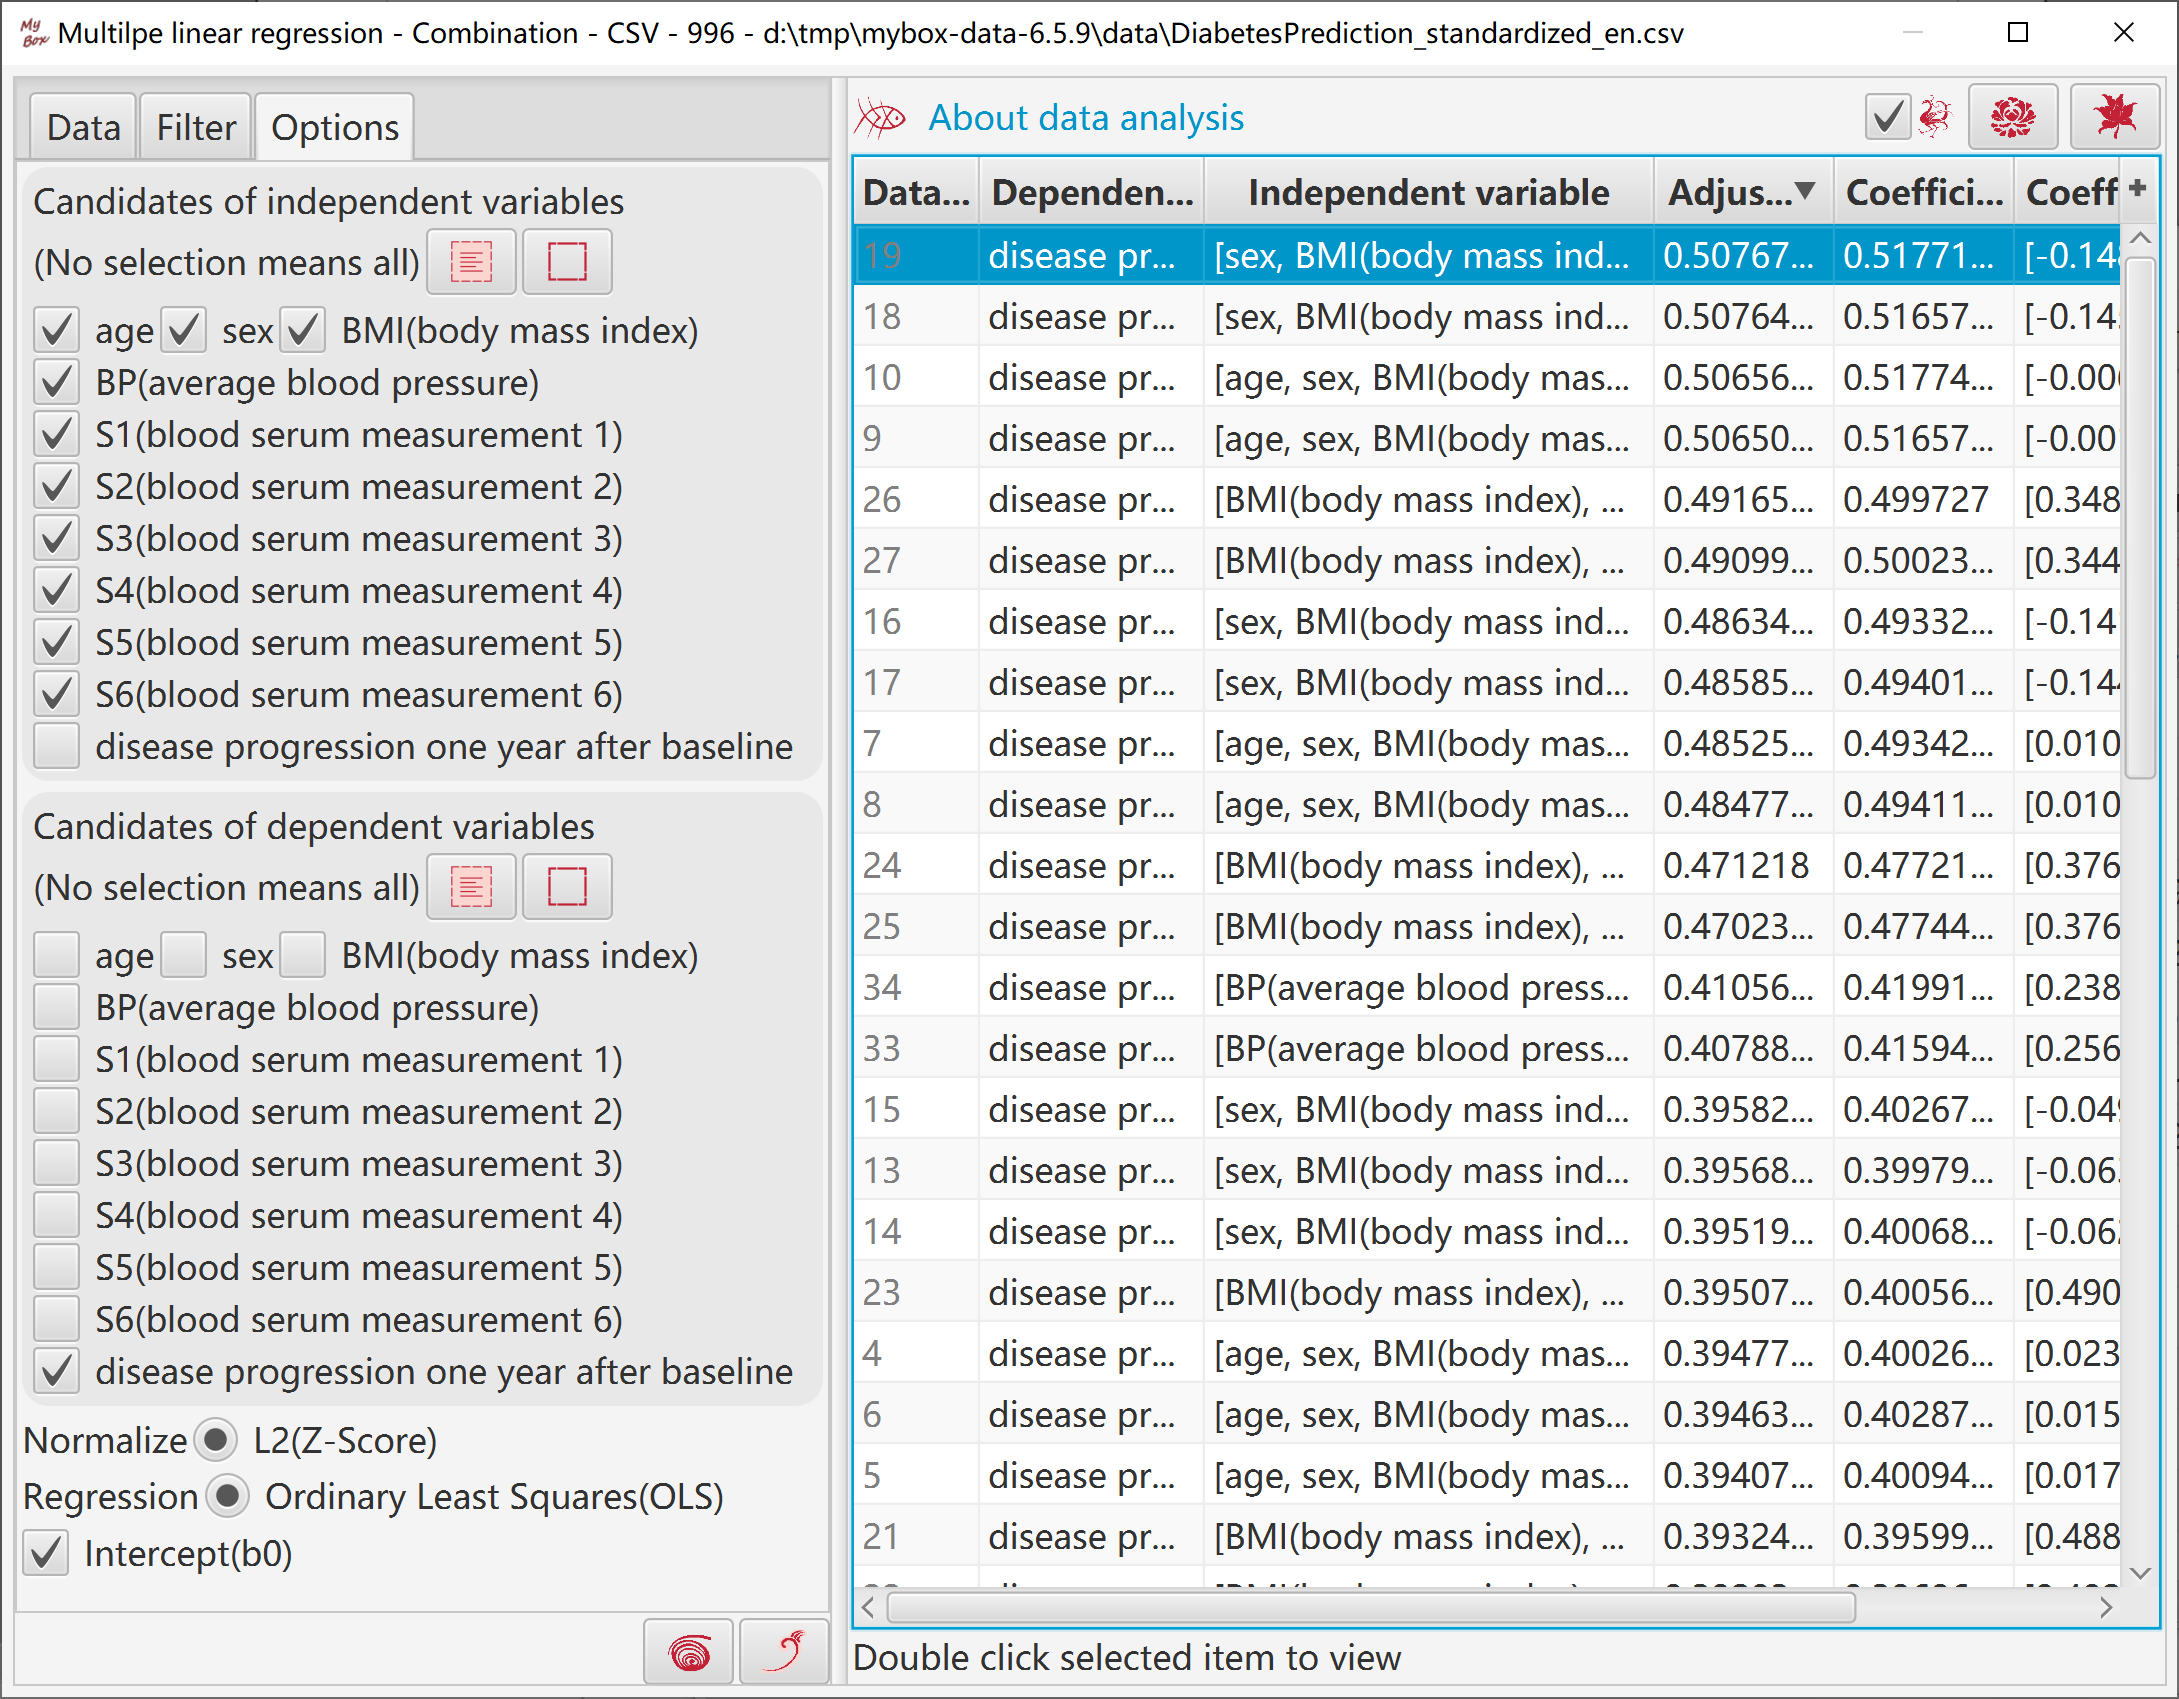 My Box Multilpe linear regression - Combination - CSV - 996 - d:\tmp\mybox-data-6.5.9\data\DiabetesPrediction_standardized_en.csv
Data Filter Options
Candidates of independent variables
(No selection means all)
age sex BMI(body mass index)
BP(average blood pressure)
S1(blood serum measurement 1)
S2(blood serum measurement 2)
S3(blood serum measurement 3)
S4(blood serum measurement 4)
S5(blood serum measurement 5)
S6(blood serum measurement 6)
disease progression one year after baseline
Candidates of dependent variables
(No selection means all)
age sex BMI(body mass index)
BP(average blood pressure)
S1(blood serum measurement 1)
S2(blood serum measurement 2)
S3(blood serum measurement 3)
S4(blood serum measurement 4)
S5(blood serum measurement 5)
S6(blood serum measurement 6)
disease progression one year after baseline
Normalize L2(Z-Score)
Regression Ordinary Least Squares(OLS)
Intercept(b0)
About data analysis
Data... Dependen... Independent variable Adjus... Coeffici... Coeff
19 disease pr... [sex, BMI(body mass ind... 0.50767... 0.51771... [-0.14
18 disease pr... [sex, BMI(body mass ind... 0.50764... 0.51657... [-0.14
10 disease pr... [age, sex, BMI(body mas... 0.50656... 0.51774... [-0.00
9 disease pr... [age, sex, BMI(body mas... 0.50650... 0.51657... [-0.00
26 disease pr... [BMI(body mass index), ... 0.49165... 0.499727 [0.348
27 disease pr... [BMI(body mass index), ... 0.49099... 0.50023... [0.344
16 disease pr... [sex, BMI(body mass ind... 0.48634... 0.49332... [-0.14
17 disease pr... [sex, BMI(body mass ind... 0.48585... 0.49401... [-0.14
7 disease pr... [age, sex, BMI(body mas... 0.48525... 0.49342... [0.010
8 disease pr... [age, sex, BMI(body mas... 0.48477... 0.49411... [0.010
24 disease pr... [BMI(body mass index), ... 0.471218 0.47721... [0.376
25 disease pr... [BMI(body mass index), ... 0.47023... 0.47744... [0.376
34 disease pr... [BP(average blood press... 0.41056... 0.41991... [0.238
33 disease pr... [BP(average blood press... 0.40788... 0.41594... [0.256
15 disease pr... [sex, BMI(body mass ind... 0.39582... 0.40267... [-0.04
13 disease pr... [sex, BMI(body mass ind... 0.39568... 0.39979... [-0.06
14 disease pr... [sex, BMI(body mass ind... 0.39519... 0.40068... [-0.06
23 disease pr... [BMI(body mass index), ... 0.39507... 0.40056... [0.490
4 disease pr... [age, sex, BMI(body mas... 0.39477... 0.40026... [0.023
6 disease pr... [age, sex, BMI(body mas... 0.39463... 0.40287... [0.015
5 disease pr... [age, sex, BMI(body mas... 0.39407... 0.40094... [0.017
21 disease pr... [BMI(body mass index), ... 0.39324... 0.39599... [0.488
Double click selected item to view